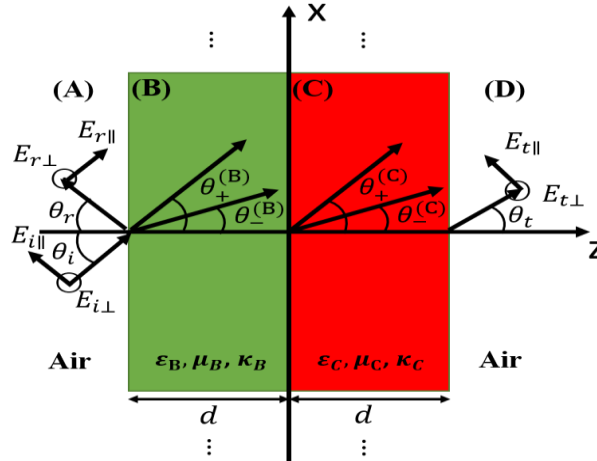 X
⋮ ⋮
(A) (B) (C) (D)
E_{r∥} E_{t∥}
E_{r⊥} θ_+^{(B)} θ_+^{(C)} E_{t⊥}
θ_r θ_-^{(B)} θ_-^{(C)} θ_t
E_{i∥} θ_i Z
E_{i⊥}
Air ε_B, μ_B, κ_B ε_C, μ_C, κ_C Air
d d
⋮ ⋮